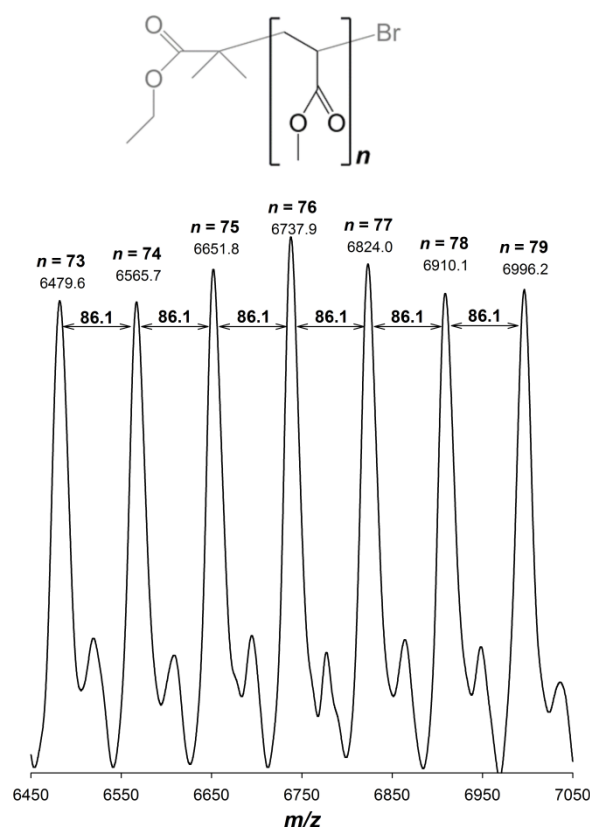 O
Br
O
O
O
n
n = 76
n = 75
6737.9
n = 77
n = 78
n = 79
6651.8
6824.0
n = 73
n = 74
6910.1
6996.2
6479.6
6565.7
86.1 86.1 86.1 86.1 86.1 86.1
6450 6550 6650 6750 6850 6950 7050
m/z